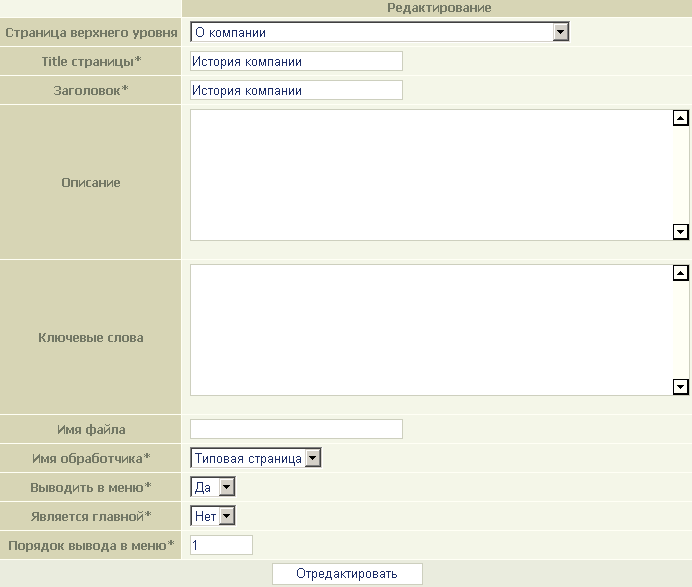 Редактирование
Страница верхнего уровня О компании
Title страницы* История компании
Заголовок* История компании
Описание
Ключевые слова
Имя файла
Имя обработчика* Типовая страница
Выводить в меню* Да
Является главной* Нет
Порядок вывода в меню* 1
Отредактировать